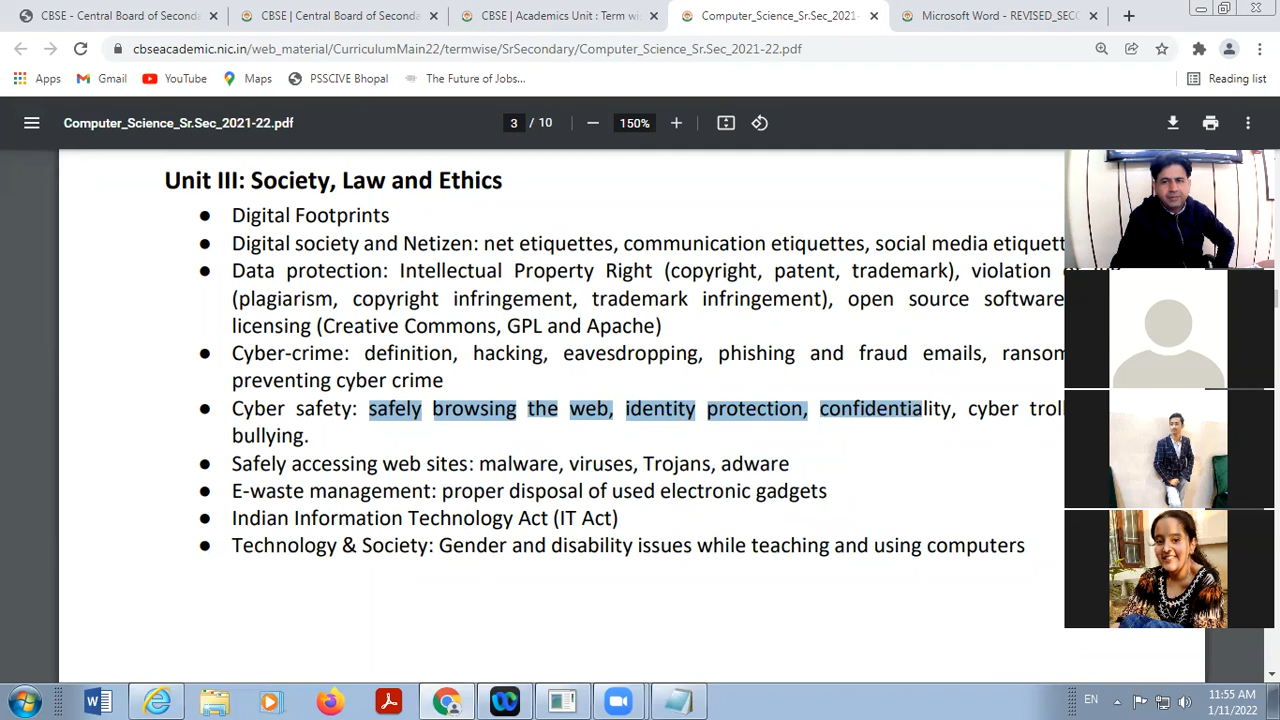 CBSE - Central Board of Seconda
CBSE | Central Board of Seconda
CBSE | Academics Unit : Term wi
Computer_Science_Sr.Sec_2021-
Microsoft Word - REVISED_SEC
cbseacademic.nic.in/web_material/CurriculumMain22/termwise/SrSecondary/Computer_Science_Sr.Sec_2021-22.pdf
Apps
Gmail
YouTube
Maps
PSSCIVE Bhopal
The Future of Jobs...
Reading list
Computer_Science_Sr.Sec_2021-22.pdf
3 / 10
150%
Unit III: Society, Law and Ethics
● Digital Footprints
● Digital society and Netizen: net etiquettes, communication etiquettes, social media etiquett
● Data protection: Intellectual Property Right (copyright, patent, trademark), violation
(plagiarism, copyright infringement, trademark infringement), open source software
licensing (Creative Commons, GPL and Apache)
● Cyber-crime: definition, hacking, eavesdropping, phishing and fraud emails, ransom
preventing cyber crime
● Cyber safety: safely browsing the web, identity protection, confidentiality, cyber troll
bullying.
● Safely accessing web sites: malware, viruses, Trojans, adware
● E-waste management: proper disposal of used electronic gadgets
● Indian Information Technology Act (IT Act)
● Technology & Society: Gender and disability issues while teaching and using computers
EN
11:55 AM
1/11/2022